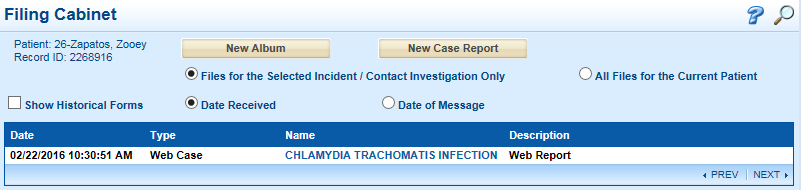 Filing Cabinet
?
Patient: 26-Zapatos, Zooey
Record ID: 2268916
New Album New Case Report
Files for the Selected Incident / Contact Investigation Only All Files for the Current Patient
Show Historical Forms Date Received Date of Message
Date Type Name Description
02/22/2016 10:30:51 AM Web Case CHLAMYDIA TRACHOMATIS INFECTION Web Report
PREV NEXT